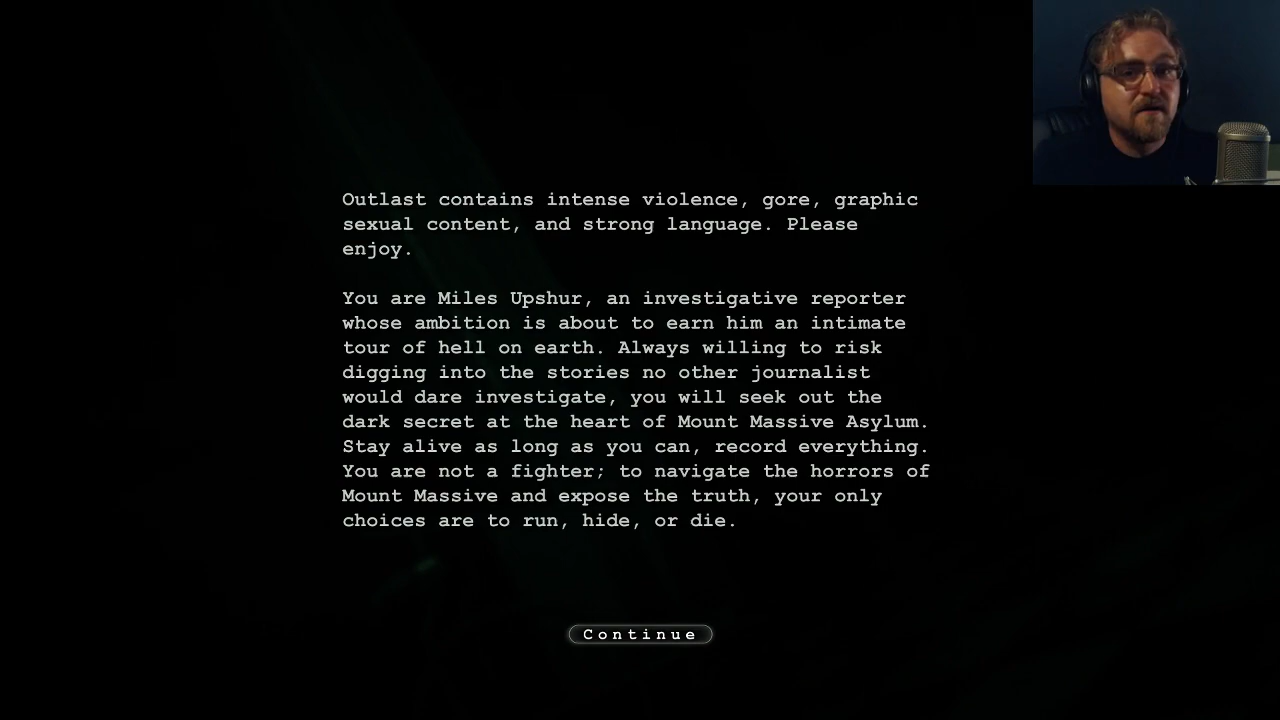 Outlast contains intense violence, gore, graphic
sexual content, and strong language. Please
enjoy.
You are Miles Upshur, an investigative reporter
whose ambition is about to earn him an intimate
tour of hell on earth. Always willing to risk
digging into the stories no other journalist
would dare investigate, you will seek out the
dark secret at the heart of Mount Massive Asylum.
Stay alive as long as you can, record everything.
You are not a fighter; to navigate the horrors of
Mount Massive and expose the truth, your only
choices are to run, hide, or die.
Continue